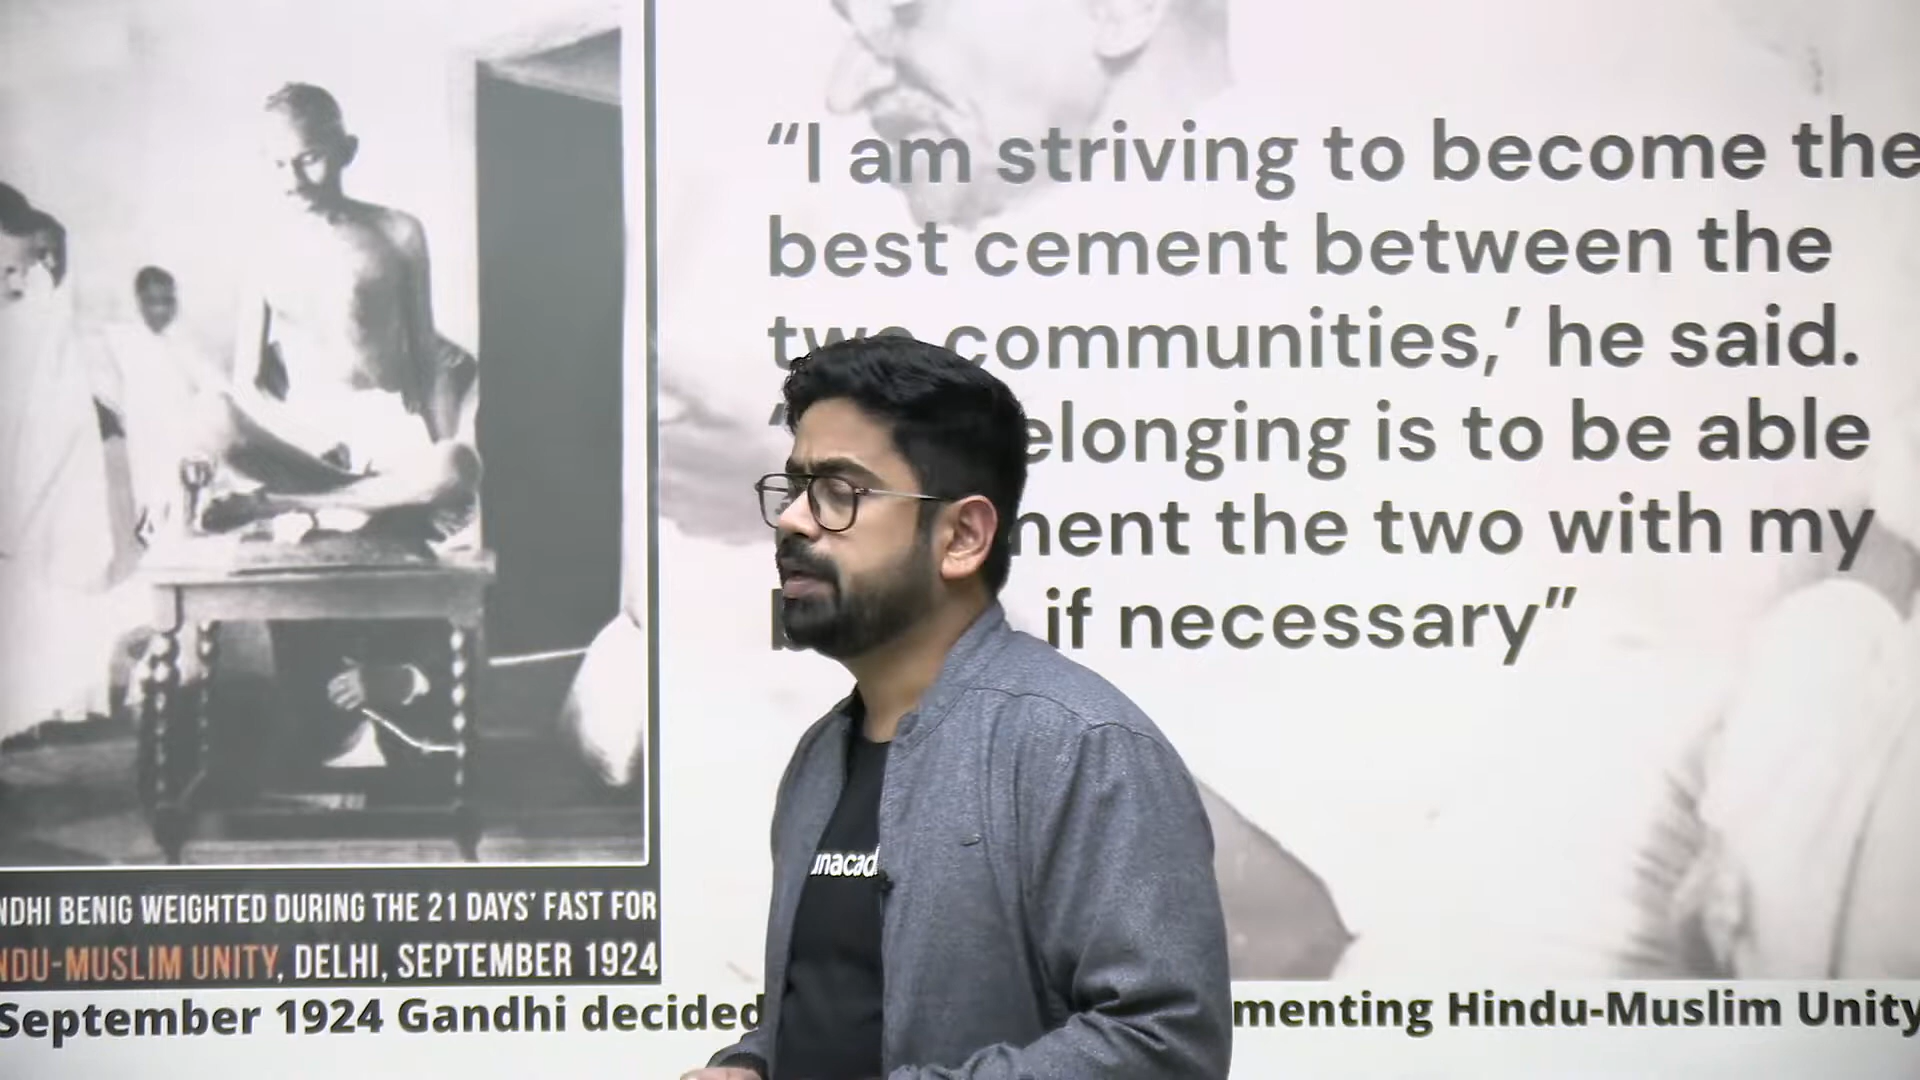 “I am striving to become the
best cement between the
two communities,’ he said.
elonging is to be able
ment the two with my
if necessary”
unacad
NDHI BENIG WEIGHTED DURING THE 21 DAYS’ FAST FOR
NDU-MUSLIM UNITY, DELHI, SEPTEMBER 1924
September 1924 Gandhi decided
menting Hindu-Muslim Unity